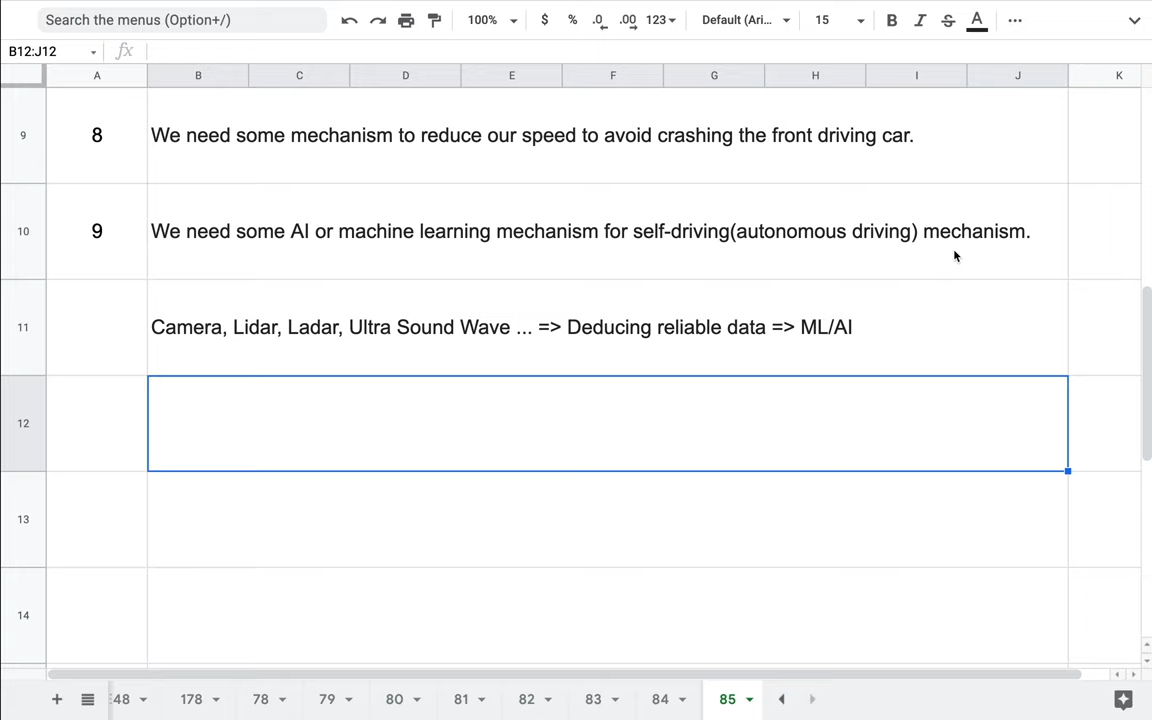 Search the menus (Option+/) 100% $ % .0 .00 123 Default (Ari... 15 B I S A ...
B12:J12 fx
A B C D E F G H I J K
9 8 We need some mechanism to reduce our speed to avoid crashing the front driving car.
10 9 We need some AI or machine learning mechanism for self-driving(autonomous driving) mechanism.
11 Camera, Lidar, Ladar, Ultra Sound Wave ... => Deducing reliable data => ML/AI
12
13
14
+ 48 178 78 79 80 81 82 83 84 85